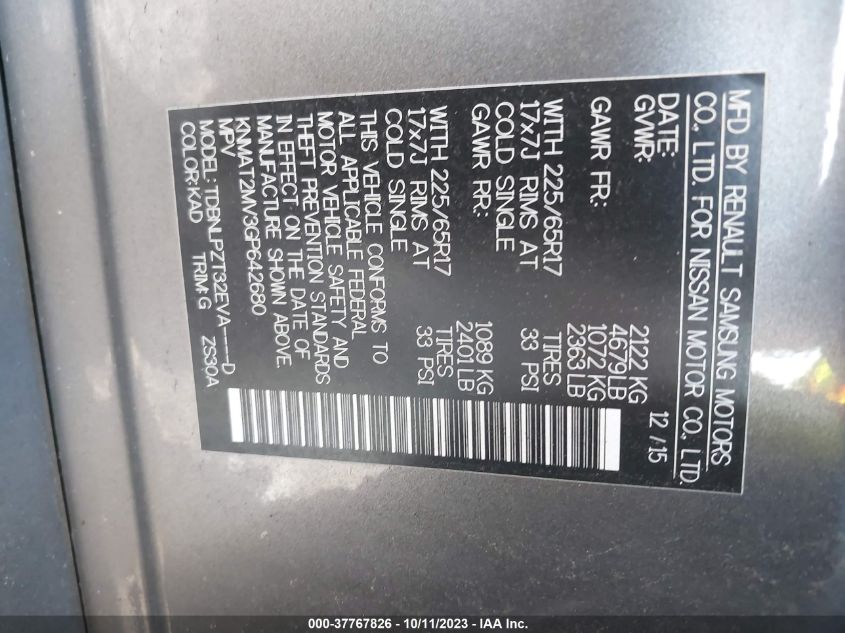 MFD BY RENAULT SAMSUNG MOTORS
CO., LTD. FOR NISSAN MOTOR CO., LTD.
DATE: 12 / 15
GVWR: 2122 KG
4679 LB
GAWR FR: 1072 KG
2363 LB
WITH 225/65R17 TIRES
17x7J RIMS AT 33 PSI
COLD SINGLE
GAWR RR: 1089 KG
2401 LB
WITH 225/65R17 TIRES
17x7J RIMS AT 33 PSI
COLD SINGLE
THIS VEHICLE CONFORMS TO
ALL APPLICABLE FEDERAL
MOTOR VEHICLE SAFETY AND
THEFT PREVENTION STANDARDS
IN EFFECT ON THE DATE OF
MANUFACTURE SHOWN ABOVE.
KNMAT2MV3GP642680
MPV
MODEL: TDBNLPZT32EVA-----D
COLOR:KAD TRIM:G ZS30A
000-37767826 - 10/11/2023 - IAA Inc.